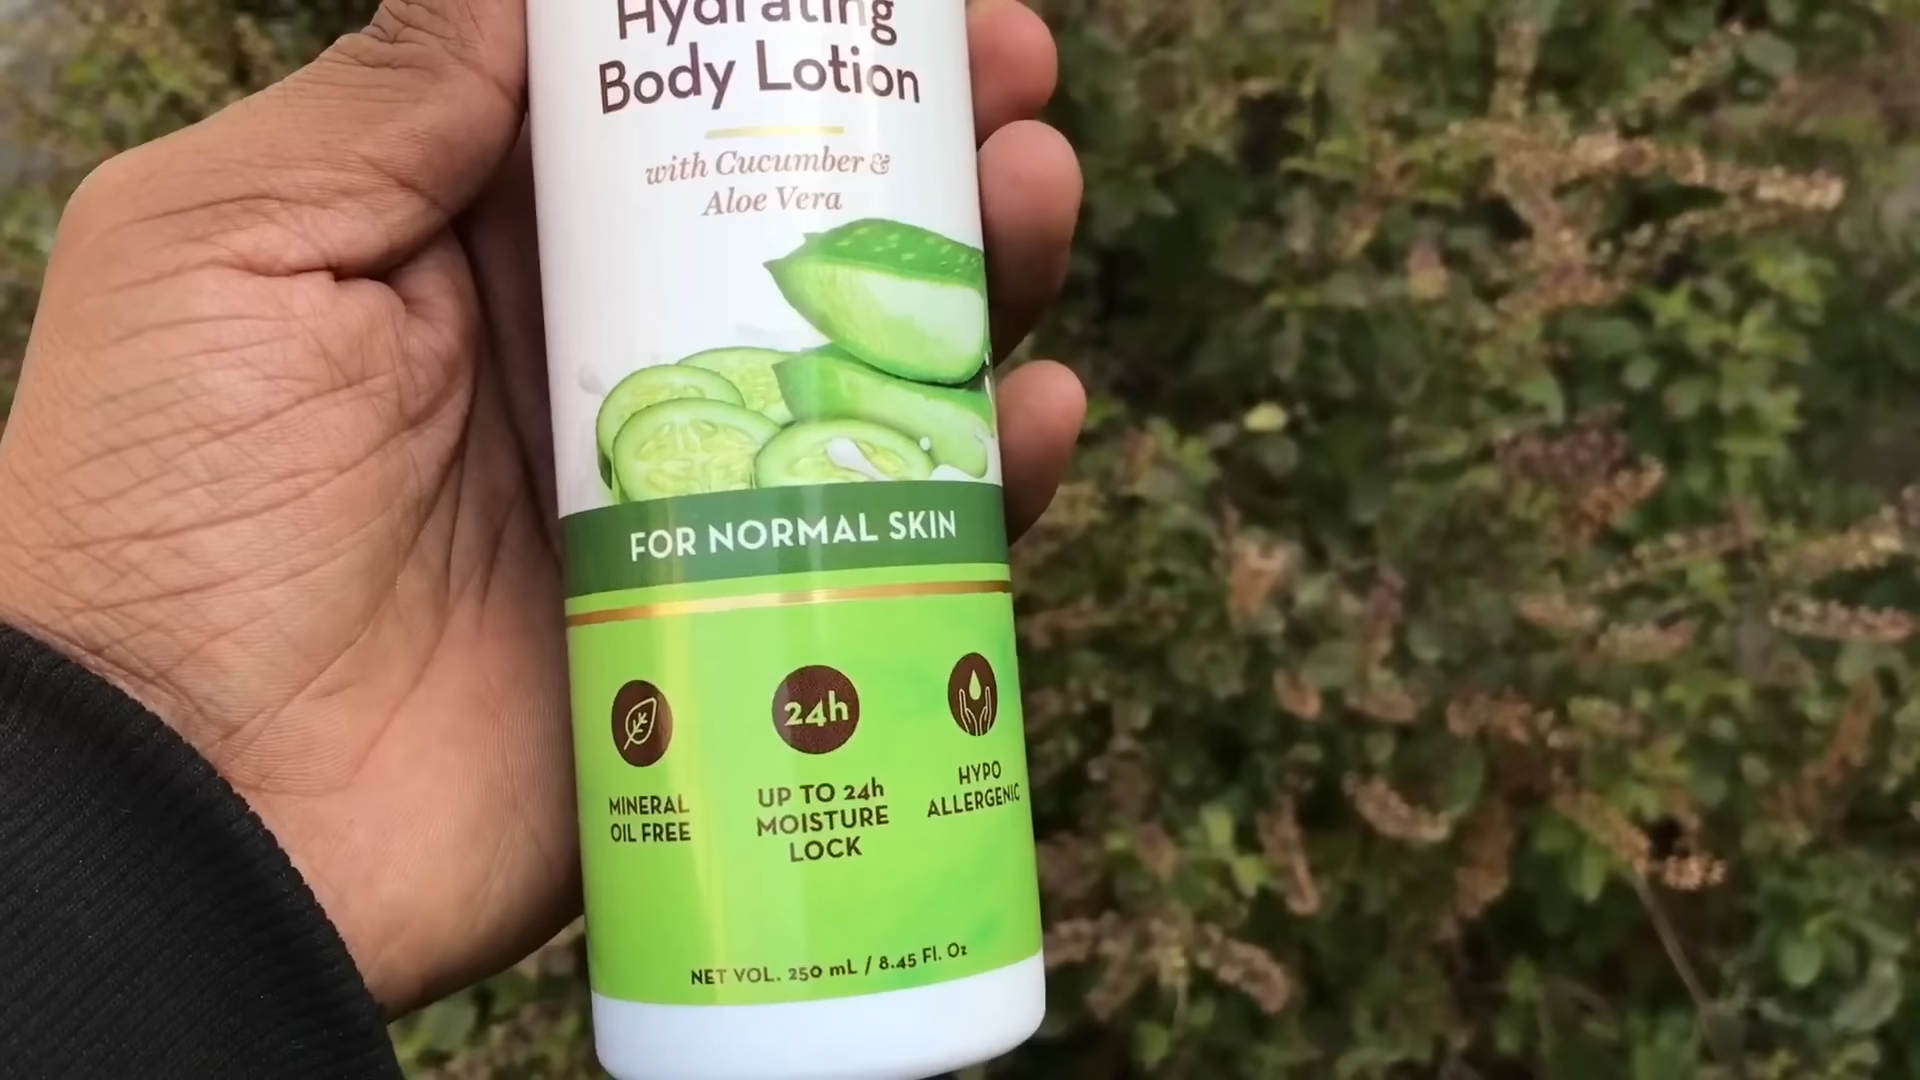 Hydrating
Body Lotion
with Cucumber &
Aloe Vera
FOR NORMAL SKIN
24h
MINERAL
OIL FREE
UP TO 24h
MOISTURE
LOCK
HYPO
ALLERGENIC
NET VOL. 250 mL / 8.45 Fl. Oz